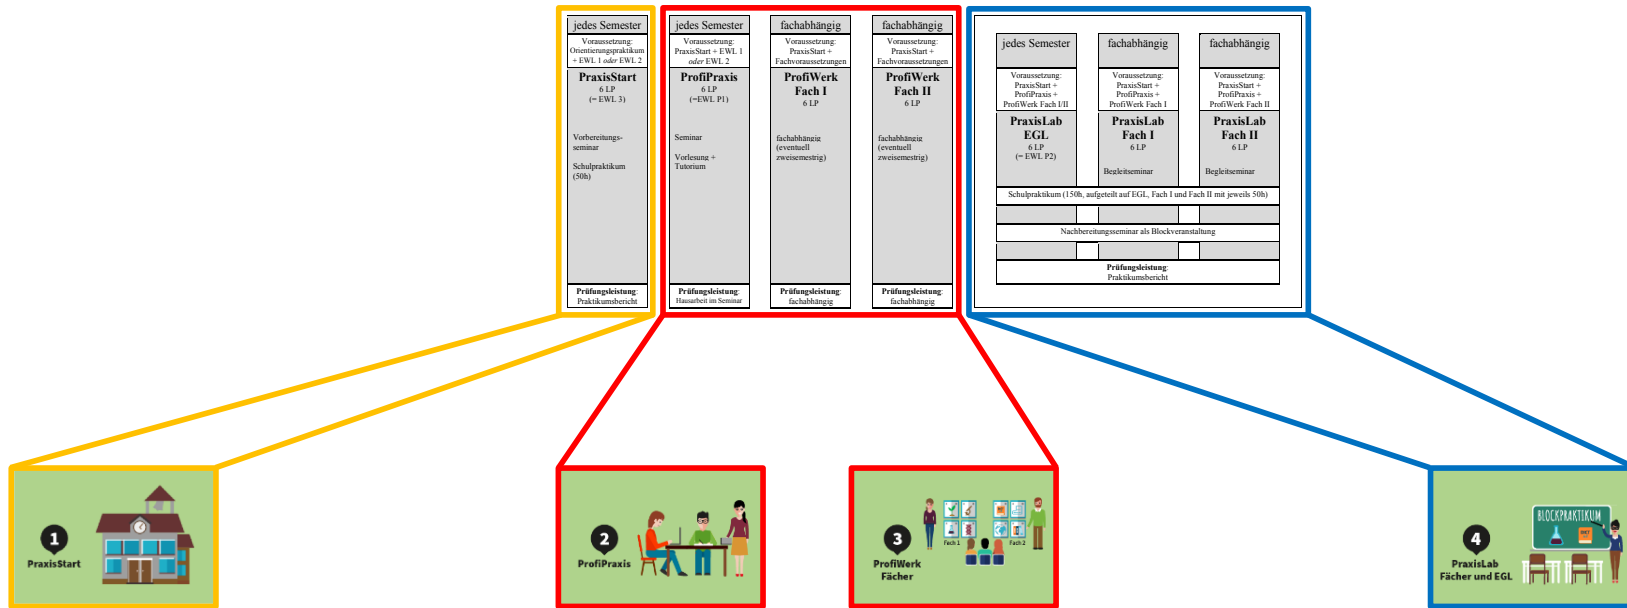 jedes Semester
Voraussetzung:
Orientierungspraktikum
+ EWL 1 oder EWL 2
PraxisStart
6 LP
(= EWL 3)
Vorbereitungs-
seminar
Schulpraktikum
(50h)
Prüfungsleistung:
Praktikumsbericht
jedes Semester
Voraussetzung:
PraxisStart + EWL 1
oder EWL 2
ProfiPraxis
6 LP
(=EWL P1)
Seminar
Vorlesung +
Tutorium
Prüfungsleistung:
Hausarbeit im Seminar
fachabhängig
Voraussetzung:
PraxisStart +
Fachvoraussetzungen
ProfiWerk
Fach I
6 LP
fachabhängig
(eventuell
zweisemestrig)
Prüfungsleistung:
fachabhängig
fachabhängig
Voraussetzung:
PraxisStart +
Fachvoraussetzungen
ProfiWerk
Fach II
6 LP
fachabhängig
(eventuell
zweisemestrig)
Prüfungsleistung:
fachabhängig
jedes Semester
Voraussetzung:
PraxisStart +
ProfiPraxis +
ProfiWerk Fach I/II
PraxisLab
EGL
6 LP
(= EWL P2)
fachabhängig
Voraussetzung:
PraxisStart +
ProfiPraxis +
ProfiWerk Fach I
PraxisLab
Fach I
6 LP
Begleitseminar
fachabhängig
Voraussetzung:
PraxisStart +
ProfiPraxis +
ProfiWerk Fach II
PraxisLab
Fach II
6 LP
Begleitseminar
Schulpraktikum (150h, aufgeteilt auf EGL, Fach I und Fach II mit jeweils 50h)
Nachbereitungsseminar als Blockveranstaltung
Prüfungsleistung:
Praktikumsbericht
1
PraxisStart
2
ProfiPraxis
3
ProfiWerk
Fächer
Fach 1
Fach 2
4
PraxisLab
Fächer und EGL
BLOCKPRAKTIKUM